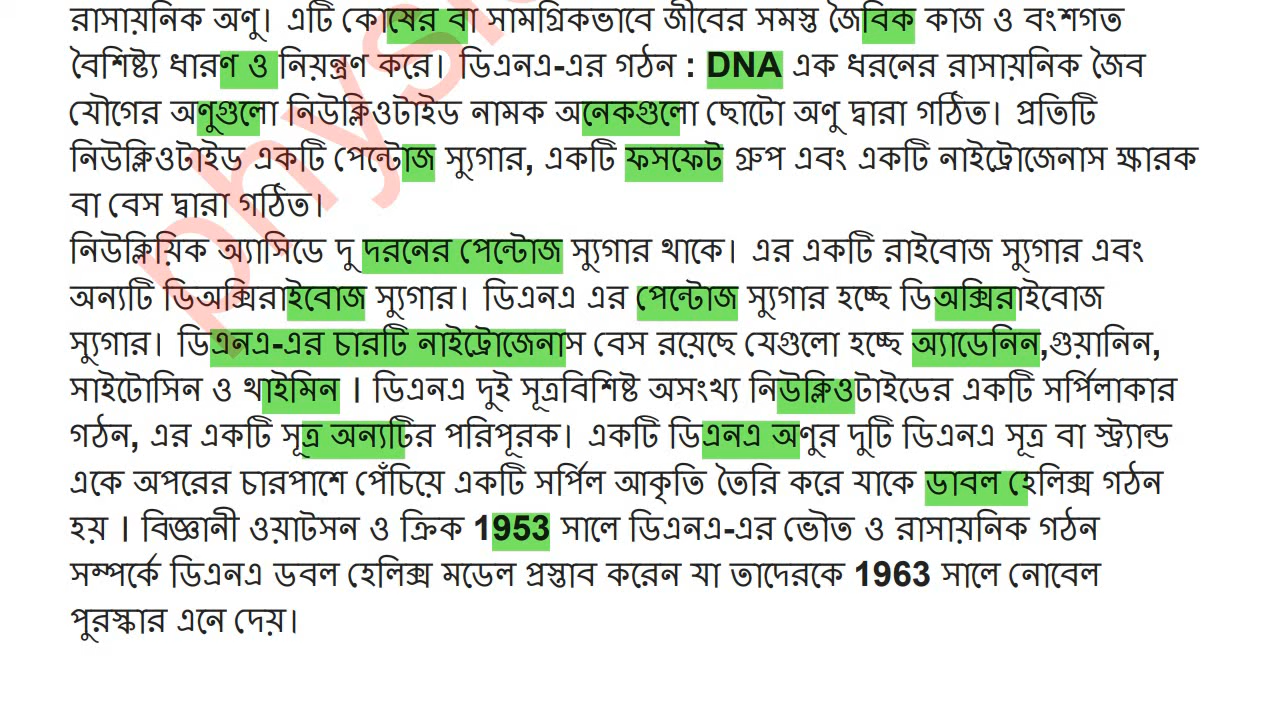 রাসায়নিক অণু। এটি কোষের বা সামগ্রিকভাবে জীবের সমস্ত জৈবিক কাজ ও বংশগত
বৈশিষ্ট্য ধারণ ও নিয়ন্ত্রণ করে। ডিএনএ-এর গঠন : DNA এক ধরনের রাসায়নিক জৈব
যৌগের অণুগুলো নিউক্লিওটাইড নামক অনেকগুলো ছোটো অণু দ্বারা গঠিত। প্রতিটি
নিউক্লিওটাইড একটি পেন্টোজ স্যুগার, একটি ফসফেট গ্রুপ এবং একটি নাইট্রোজেনাস ক্ষারক
বা বেস দ্বারা গঠিত।
নিউক্লিয়িক অ্যাসিডে দু দরনের পেন্টোজ স্যুগার থাকে। এর একটি রাইবোজ স্যুগার এবং
অন্যটি ডিঅক্সিরাইবোজ স্যুগার। ডিএনএ এর পেন্টোজ স্যুগার হচ্ছে ডিঅক্সিরাইবোজ
স্যুগার। ডিএনএ-এর চারটি নাইট্রোজেনাস বেস রয়েছে যেগুলো হচ্ছে অ্যাডেনিন,গুয়ানিন,
সাইটোসিন ও থাইমিন । ডিএনএ দুই সূত্রবিশিষ্ট অসংখ্য নিউক্লিওটাইডের একটি সর্পিলাকার
গঠন, এর একটি সূত্র অন্যটির পরিপূরক। একটি ডিএনএ অণুর দুটি ডিএনএ সূত্র বা স্ট্র্যান্ড
একে অপরের চারপাশে পেঁচিয়ে একটি সর্পিল আকৃতি তৈরি করে যাকে ডাবল হেলিক্স গঠন
হয় । বিজ্ঞানী ওয়াটসন ও ক্রিক 1953 সালে ডিএনএ-এর ভৌত ও রাসায়নিক গঠন
সম্পর্কে ডিএনএ ডবল হেলিক্স মডেল প্রস্তাব করেন যা তাদেরকে 1963 সালে নোবেল
পুরস্কার এনে দেয়।